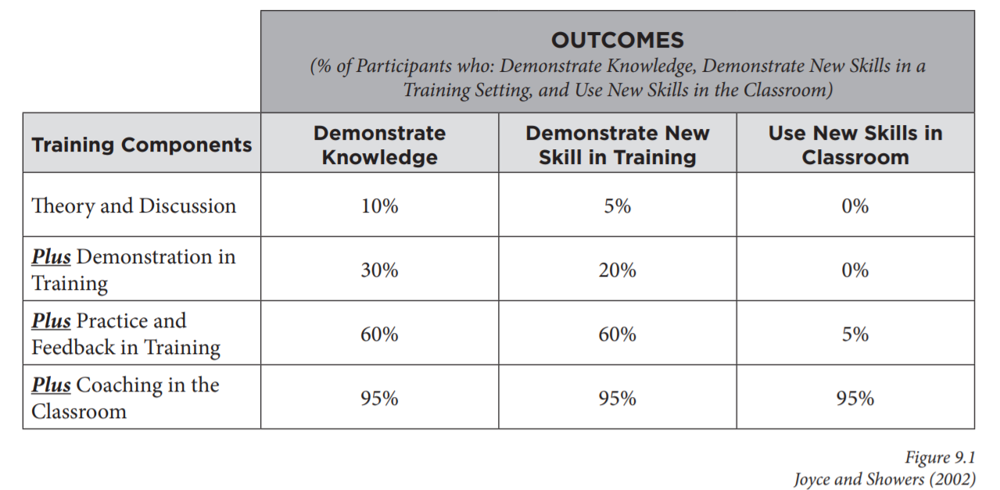 OUTCOMES
(% of Participants who: Demonstrate Knowledge, Demonstrate New Skills in a
Training Setting, and Use New Skills in the Classroom)
Training Components
Demonstrate
Knowledge
Demonstrate New
Skill in Training
Use New Skills in
Classroom
Theory and Discussion
10%
5%
0%
Plus Demonstration in
Training
30%
20%
0%
Plus Practice and
Feedback in Training
60%
60%
5%
Plus Coaching in the
Classroom
95%
95%
95%
Figure 9.1
Joyce and Showers (2002)